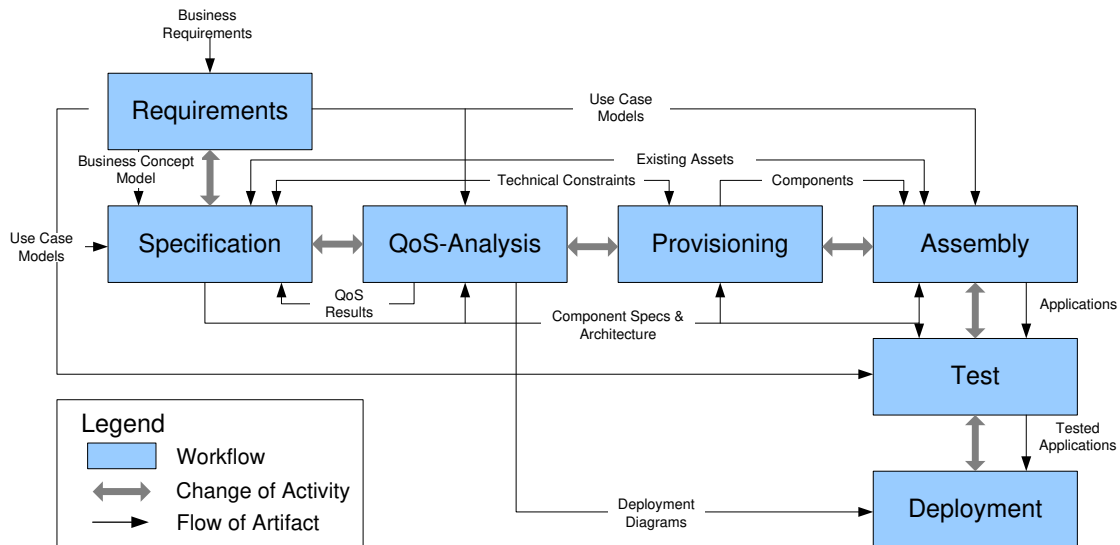 Business
Requirements
Requirements
Use Case
Models
Business Concept
Model
Existing Assets
Technical Constraints
Components
Use Case
Models
Specification
QoS-Analysis
Provisioning
Assembly
QoS
Results
Component Specs &
Architecture
Applications
Test
Legend
Workflow
Change of Activity
Flow of Artifact
Tested
Applications
Deployment
Diagrams
Deployment